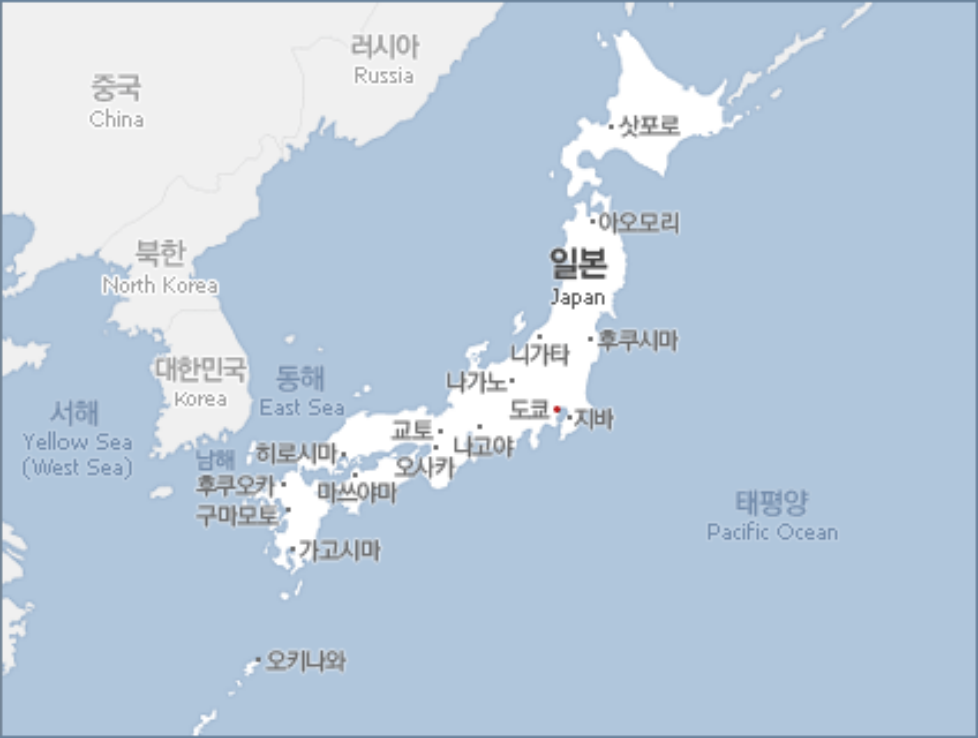 러시아
Russia
중국
China
삿포로
아오모리
북한
North Korea
일본
Japan
후쿠시마
니가타
대한민국
Korea
동해
East Sea
나가노
도쿄
지바
서해
Yellow Sea
(West Sea)
교토
나고야
남해
히로시마
오사카
후쿠오카
마쓰야마
구마모토
태평양
Pacific Ocean
가고시마
오키나와